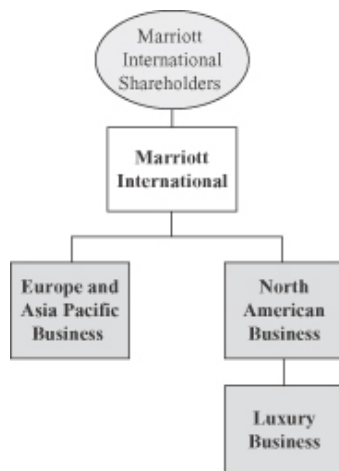 Marriott
International
Shareholders
Marriott
International
Europe and
Asia Pacific
Business
North
American
Business
Luxury
Business